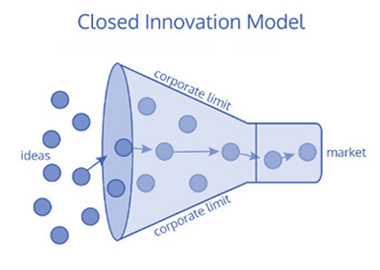 Closed Innovation Model
corporate limit
ideas
market
corporate limit